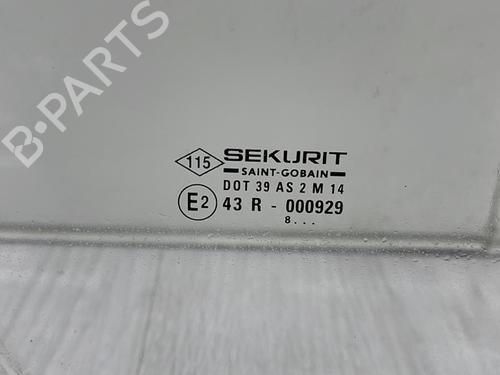 B-PARTS
115 SEKURIT
SAINT-GOBAIN
DOT 39 AS 2 M 14
E2 43 R - 000929
8...